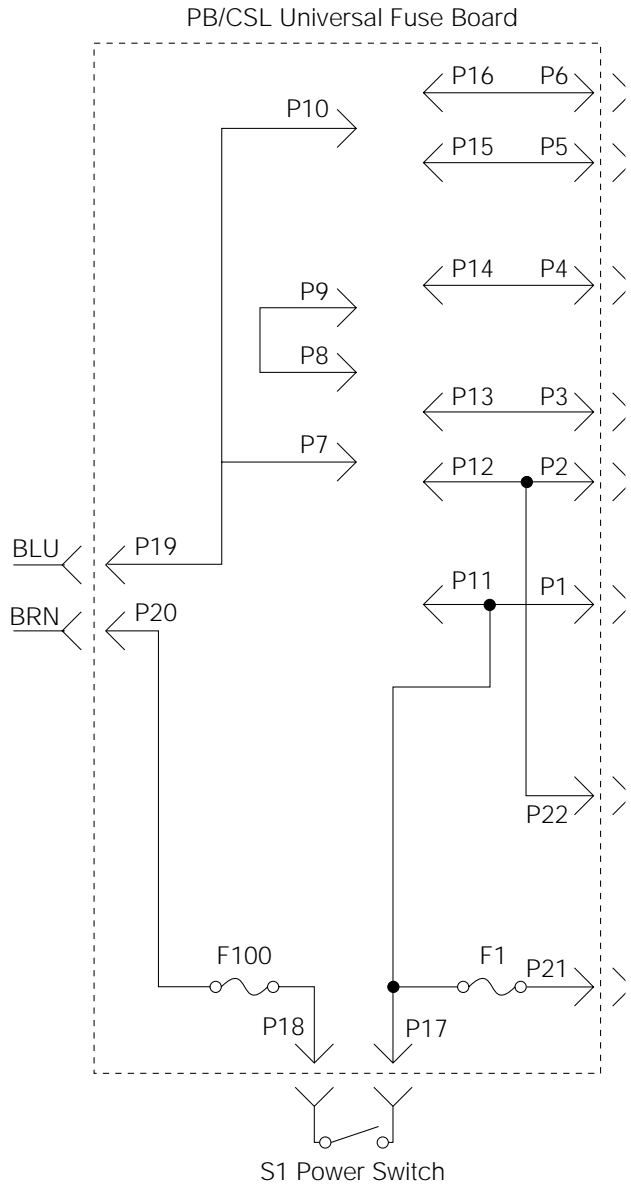 PB/CSL Universal Fuse Board
P16 P6
P10
P15 P5
P14 P4
P9
P8
P13 P3
P7
P12 P2
BLU P19
P11 P1
BRN P20
P22
F100 F1 P21
P18 P17
S1 Power Switch